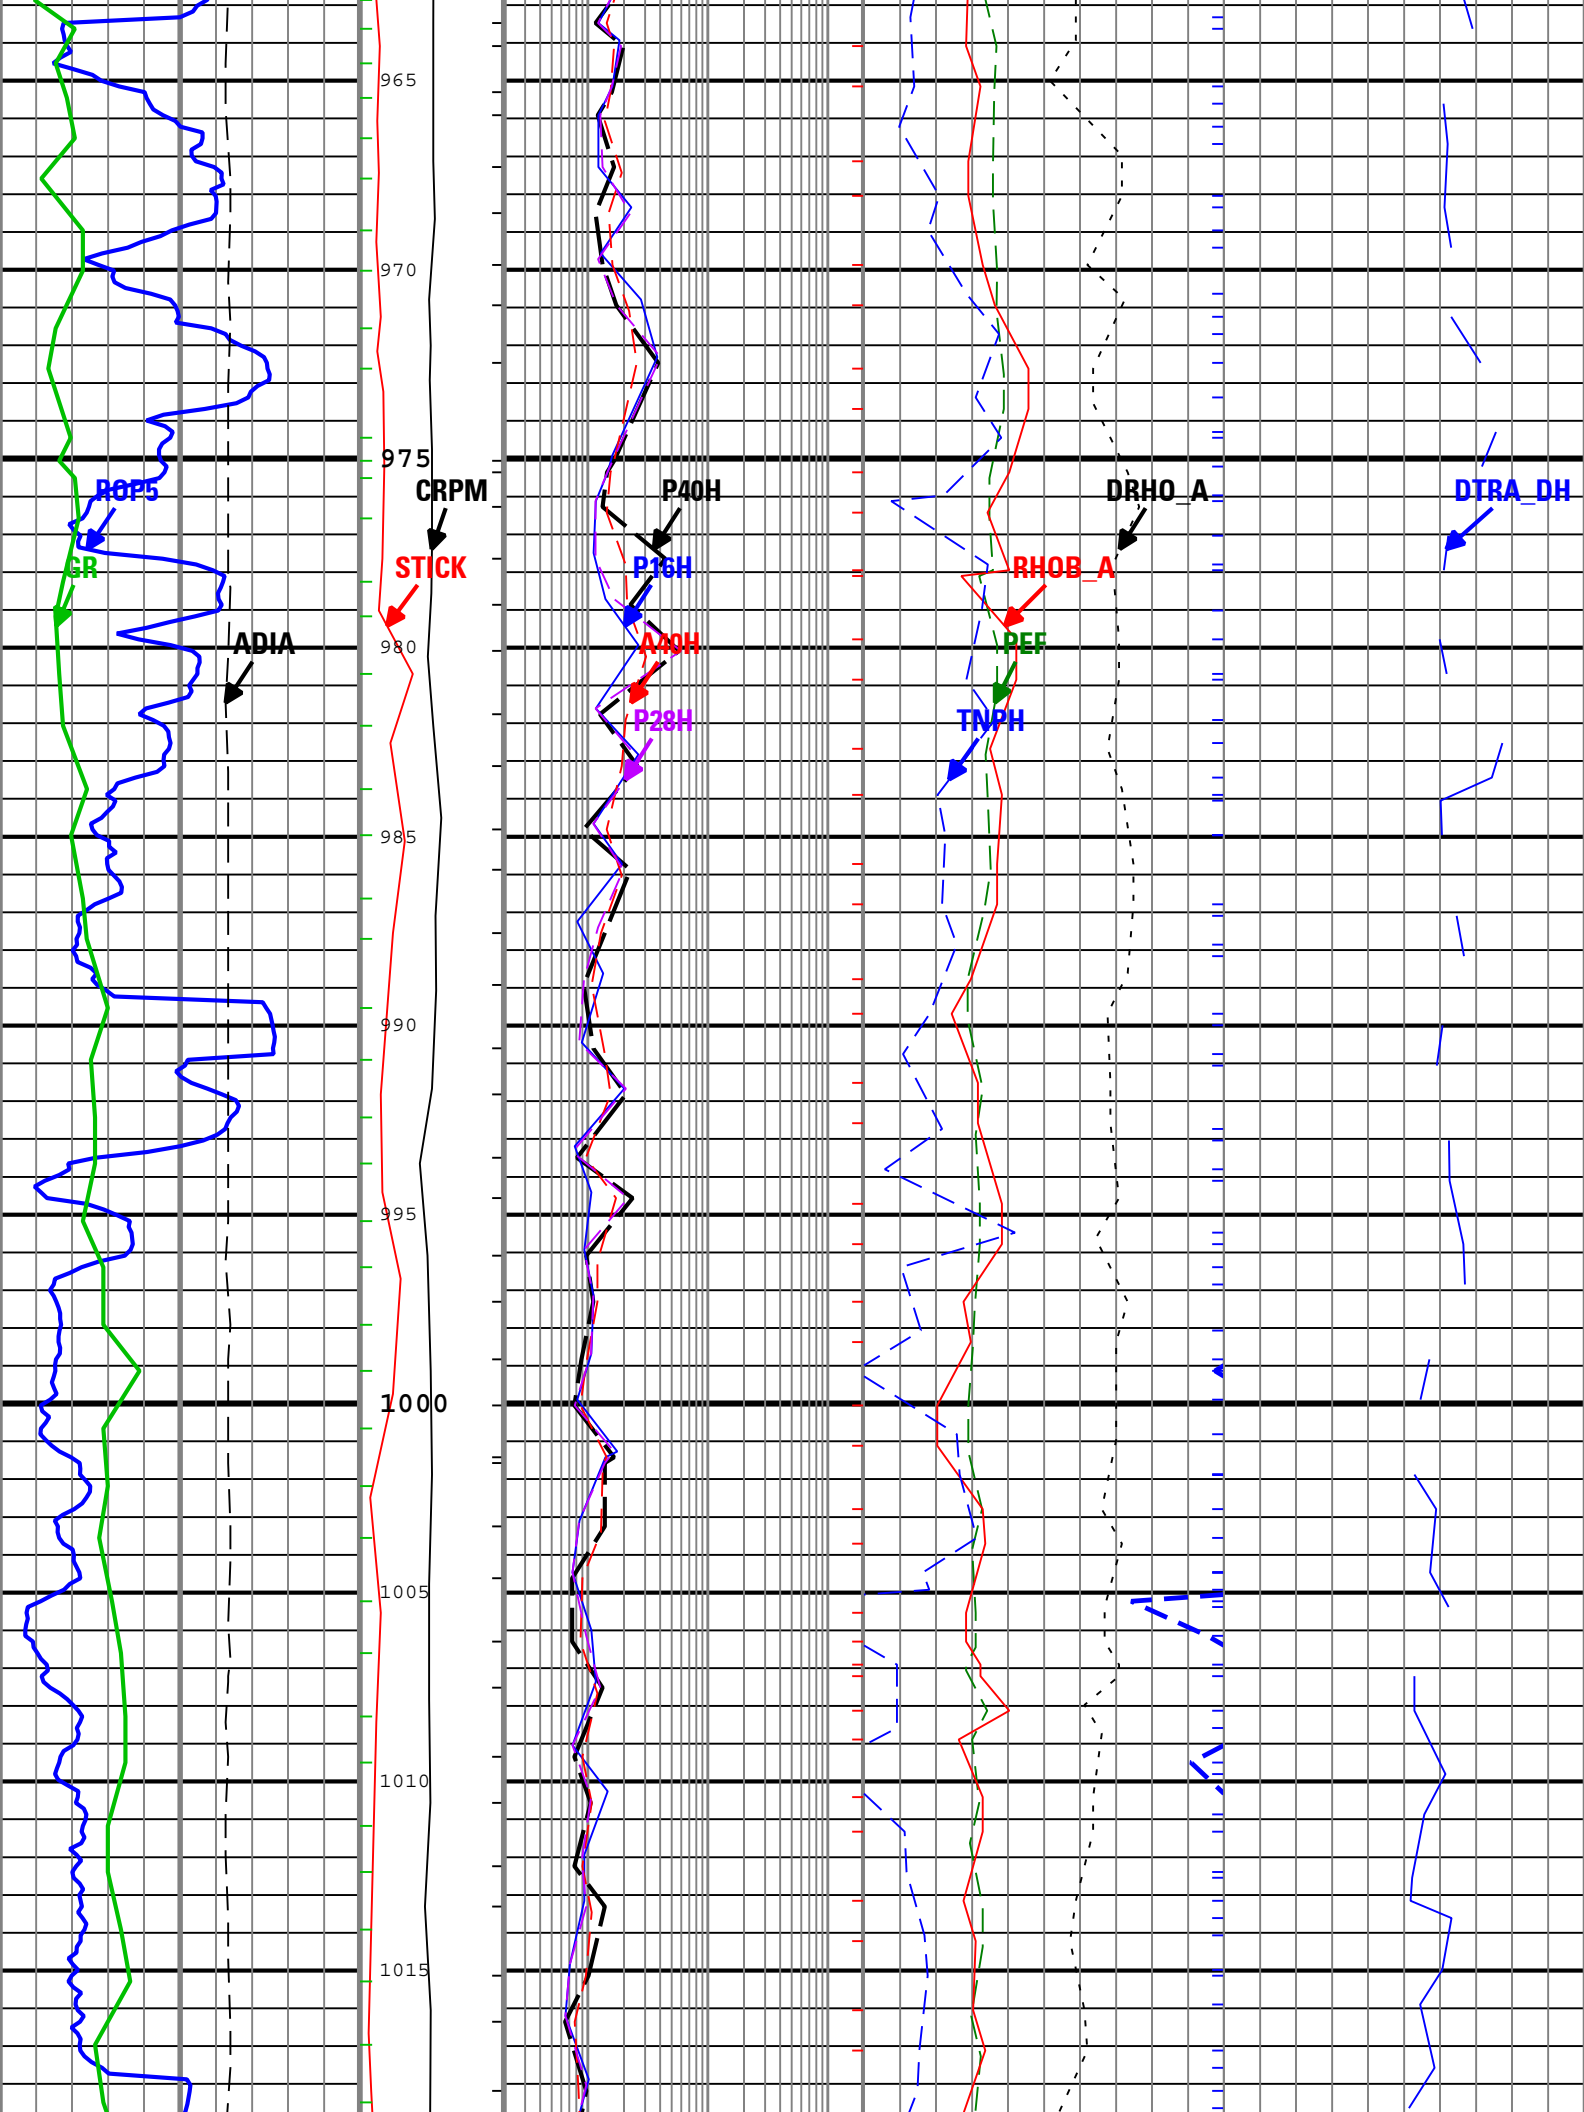 965
970
975
ROP5 CRPM P40H DRHO_A DTRA_DH
GR STICK P16H RHOB_A
ADIA 980 A40H PEF
P28H TNPH
985
990
995
1000
1005
1010
1015